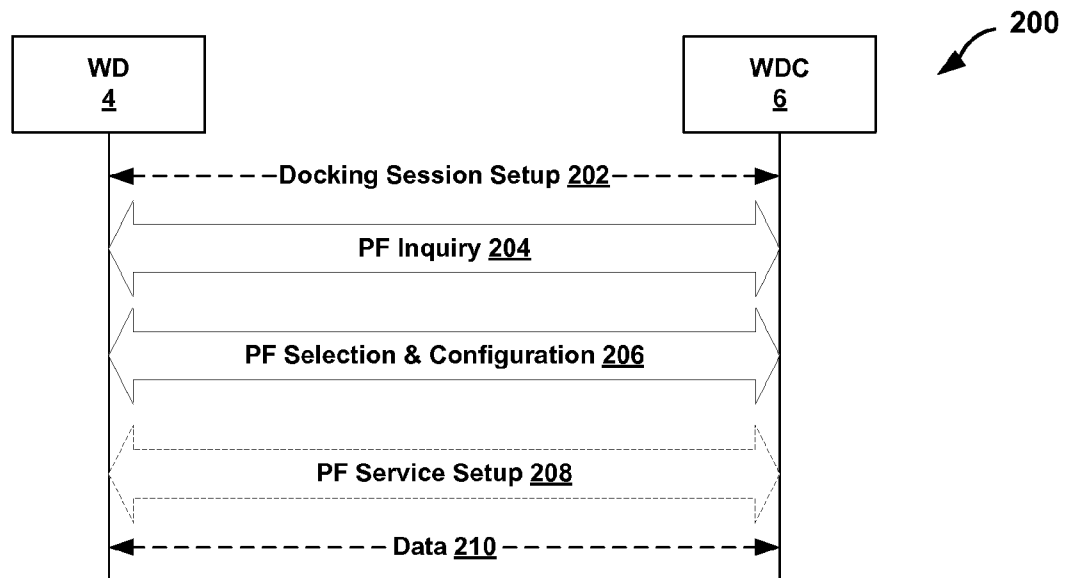 200
WD
4
WDC
6
Docking Session Setup 202
PF Inquiry 204
PF Selection & Configuration 206
PF Service Setup 208
Data 210